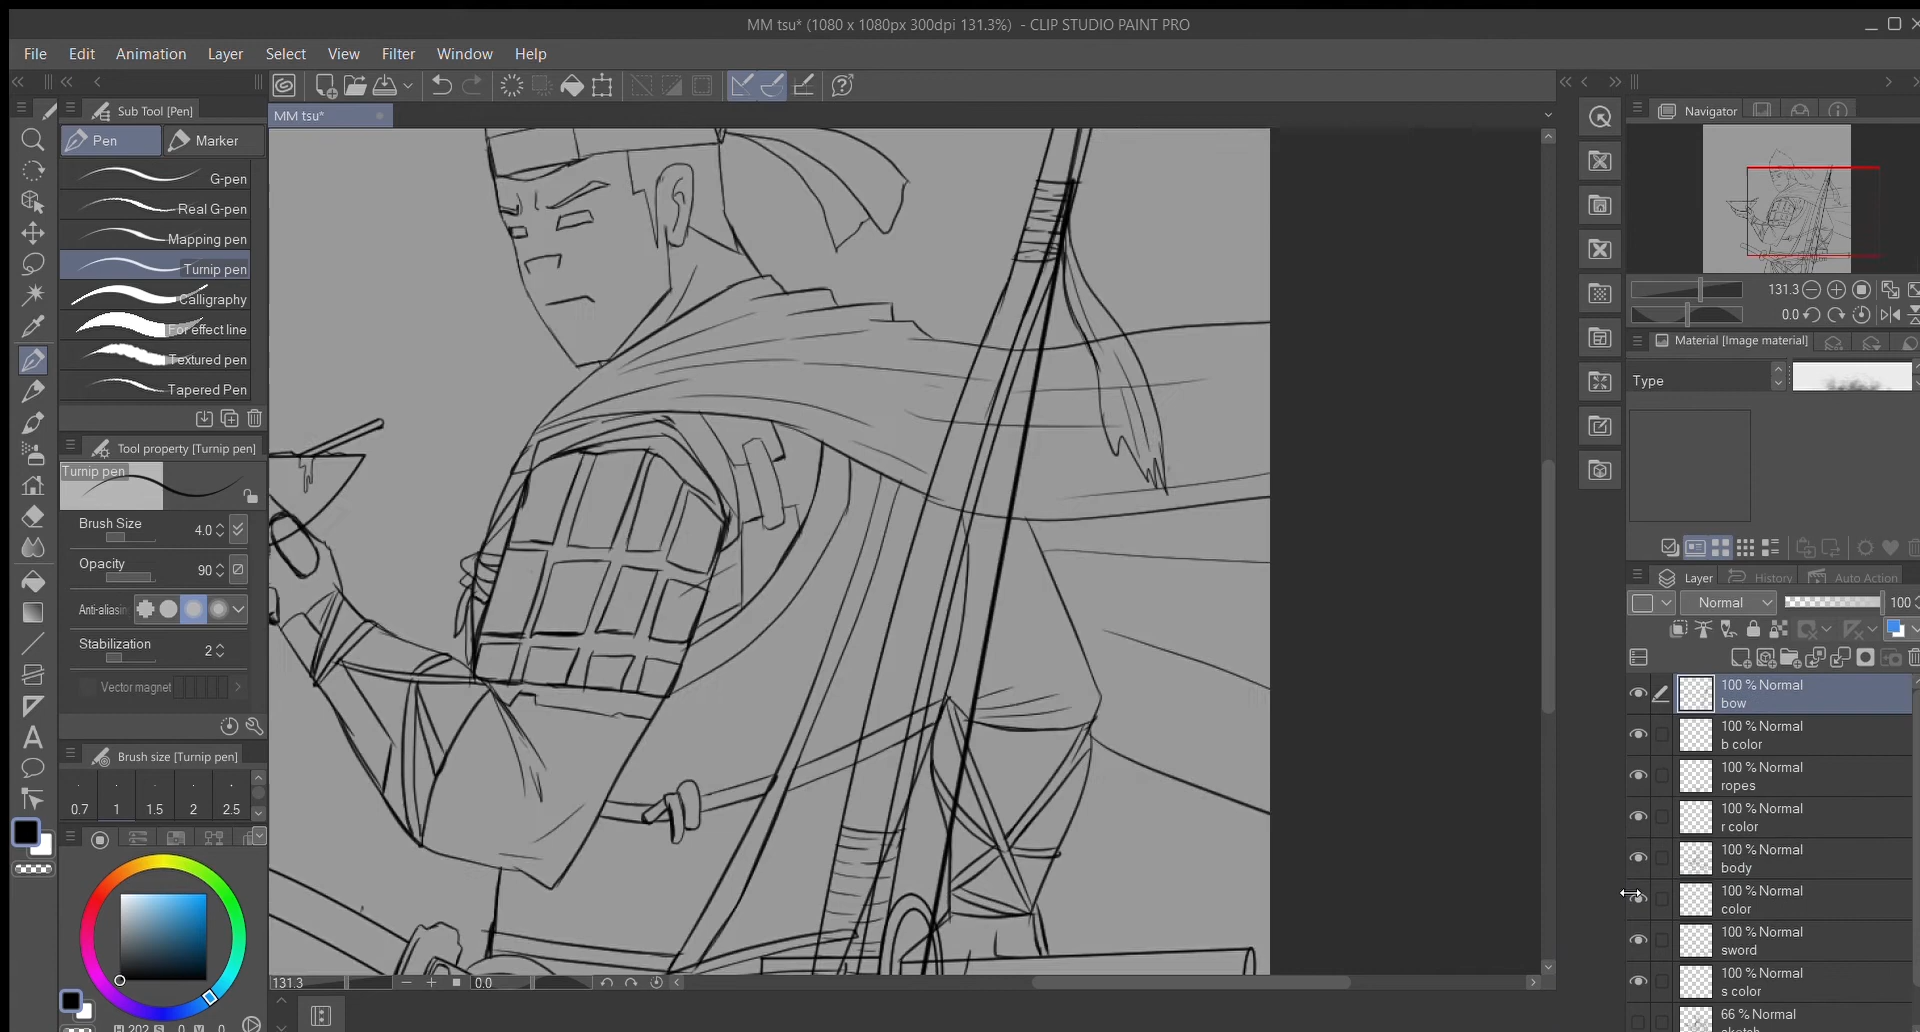 MM tsu* (1080 x 1080px 300dpi 131.3%) - CLIP STUDIO PAINT PRO
File Edit Animation Layer Select View Filter Window Help
Sub Tool [Pen]
MM tsu*
Navigator
Pen Marker
G-pen
Real G-pen
Mapping pen
Turnip pen
Calligraphy
For effect line
Textured pen
Tapered Pen
131.3
0.0
Material [Image material]
Type
Tool property [Turnip pen]
Turnip pen
Brush Size 4.0
Opacity 90
Anti-aliasin
Stabilization 2
Vector magnet
Brush size [Turnip pen]
0.7 1 1.5 2 2.5
Layer History Auto Action
Normal 100
100 % Normal
bow
100 % Normal
b color
100 % Normal
ropes
100 % Normal
r color
100 % Normal
body
100 % Normal
color
100 % Normal
sword
100 % Normal
s color
66 % Normal
131.3 0.0
H 202 S 0 V 0